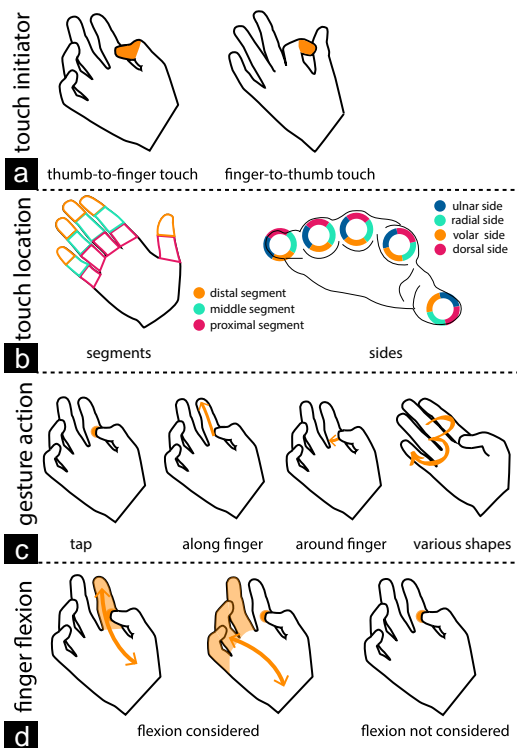 touch initiator
a
thumb-to-finger touch
finger-to-thumb touch
touch location
b
distal segment
middle segment
proximal segment
segments
ulnar side
radial side
volar side
dorsal side
sides
gesture action
c
tap
along finger
around finger
various shapes
finger flexion
d
flexion considered
flexion not considered